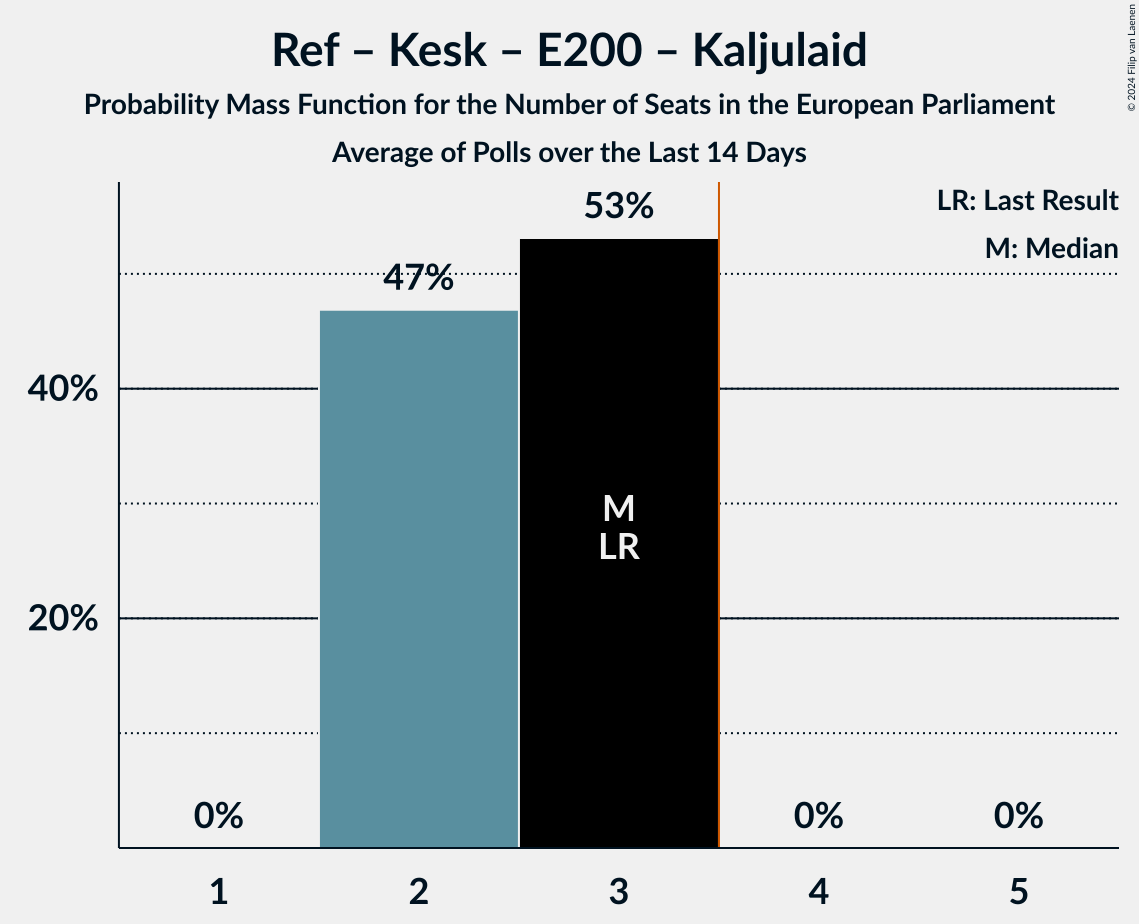 Ref – Kesk – E200 – Kaljulaid
Probability Mass Function for the Number of Seats in the European Parliament
Average of Polls over the Last 14 Days
© 2024 Filip van Laenen
LR: Last Result
M: Median
53%
47%
40%
M
LR
20%
0%
0%
0%
1
2
3
4
5